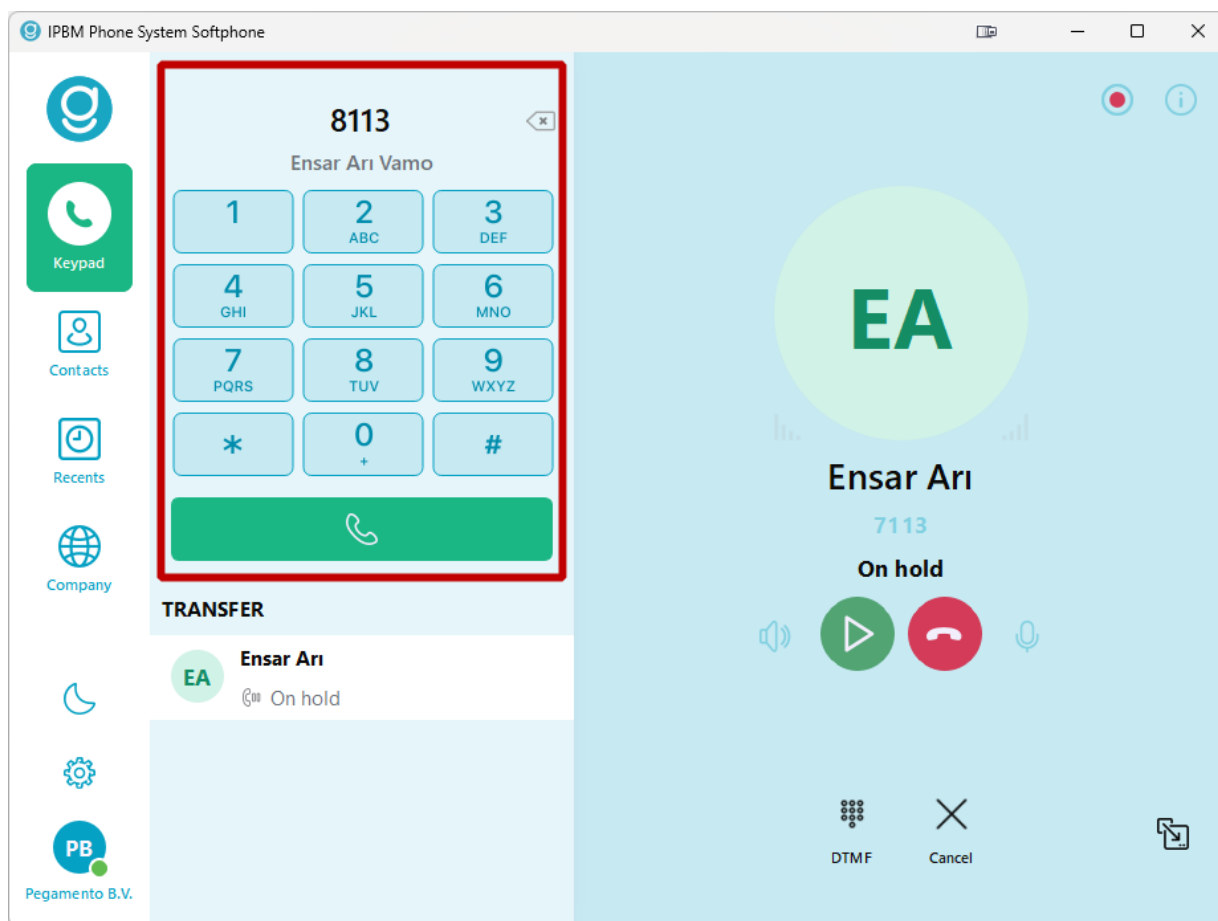 IPBM Phone System Softphone
8113
Ensar Arı Vamo
1
2
ABC
3
DEF
4
GHI
5
JKL
6
MNO
7
PQRS
8
TUV
9
WXYZ
*
0
+
#
Keypad
Contacts
Recents
Company
TRANSFER
EA
Ensar Arı
On hold
PB
Pegamento B.V.
EA
Ensar Arı
7113
On hold
DTMF
Cancel